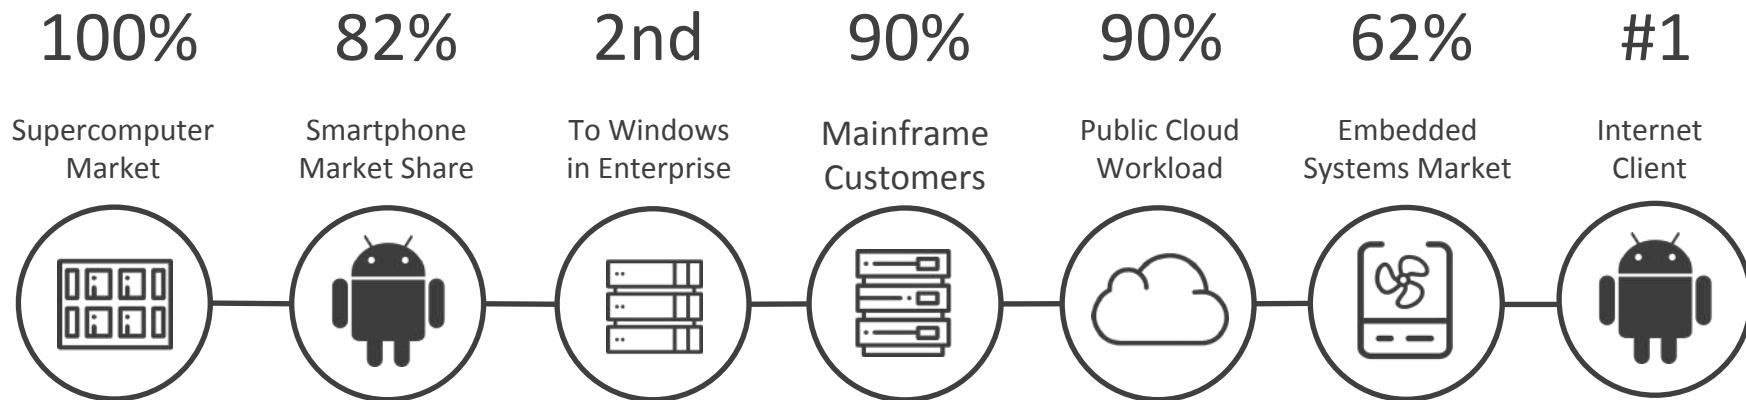 100%
Supercomputer
Market
82%
Smartphone
Market Share
2nd
To Windows
in Enterprise
90%
Mainframe
Customers
90%
Public Cloud
Workload
62%
Embedded
Systems Market
#1
Internet
Client